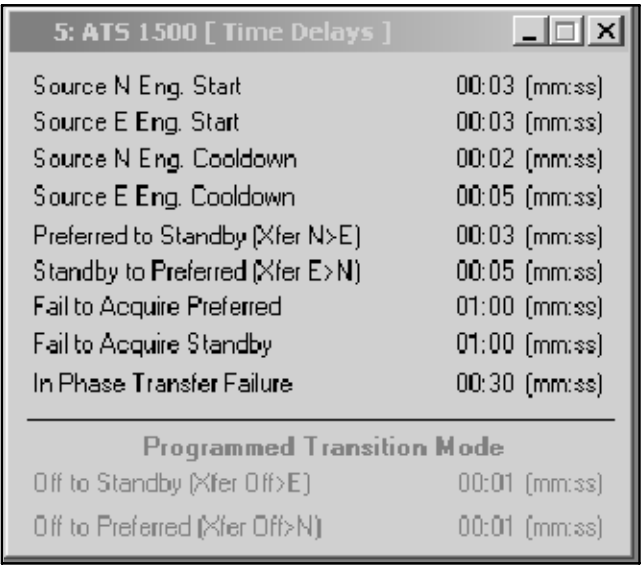 5: ATS 1500 [ Time Delays ]
Source N Eng. Start 00:03 (mm:ss)
Source E Eng. Start 00:03 (mm:ss)
Source N Eng. Cooldown 00:02 (mm:ss)
Source E Eng. Cooldown 00:05 (mm:ss)
Preferred to Standby (Xfer N>E) 00:03 (mm:ss)
Standby to Preferred (Xfer E>N) 00:05 (mm:ss)
Fail to Acquire Preferred 01:00 (mm:ss)
Fail to Acquire Standby 01:00 (mm:ss)
In Phase Transfer Failure 00:30 (mm:ss)
Programmed Transition Mode
Off to Standby (Xfer Off>E) 00:01 (mm:ss)
Off to Preferred (Xfer Off>N) 00:01 (mm:ss)